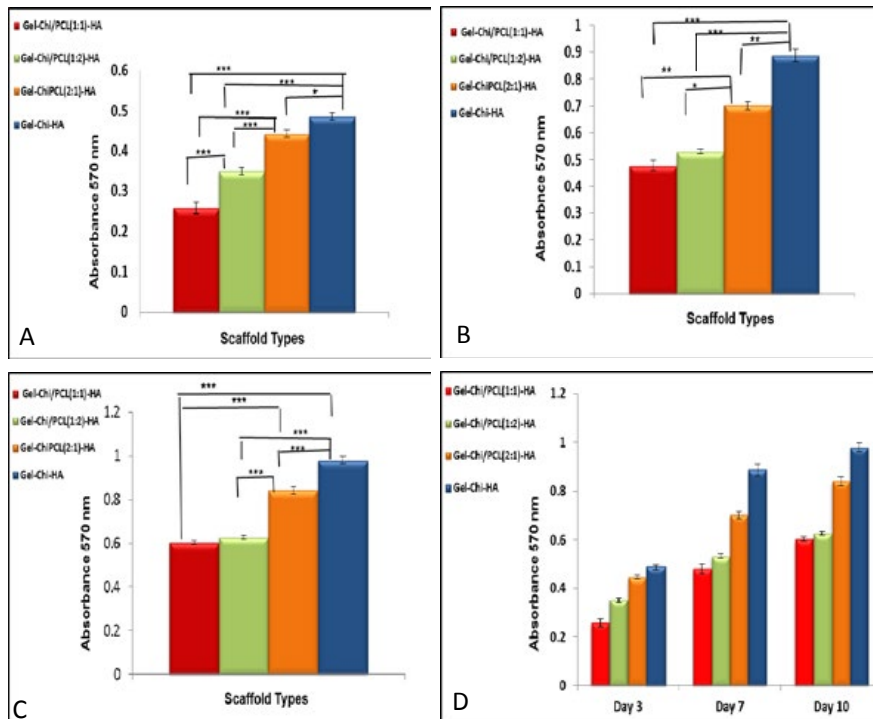 Gel-Chi/PCL(1:1)-HA
Gel-Chi/PCL(1:2)-HA
Gel-ChiPCL(2:1)-HA
Gel-Chi-HA
Absorbance 570 nm
0.6
0.5
0.4
0.3
0.2
0.1
0
***
***
*
***
***
***
Scaffold Types
A
Gel-Chi/PCL(1:1)-HA
Gel-Chi/PCL(1:2)-HA
Gel-ChiPCL(2:1)-HA
Gel-Chi-HA
Absorbnce 570 nm
1
0.9
0.8
0.7
0.6
0.5
0.4
0.3
0.2
0.1
0
***
***
**
**
*
Scaffold Types
B
Gel-Chi/PCL(1:1)-HA
Gel-Chi/PCL(1:2)-HA
Gel-ChiPCL(2:1)-HA
Gel-Chi-HA
Absorbance 570 nm
1.2
1
0.8
0.6
0.4
0.2
0
***
***
***
***
***
Scaffold Types
C
Gel-Chi/PCL(1:1)-HA
Gel-Chi/PCL(1:2)-HA
Gel-Chi/PCL(2:1)-HA
Gel-Chi-HA
Absorbance 570 nm
1.2
1
0.8
0.6
0.4
0.2
0
Day 3 Day 7 Day 10
D